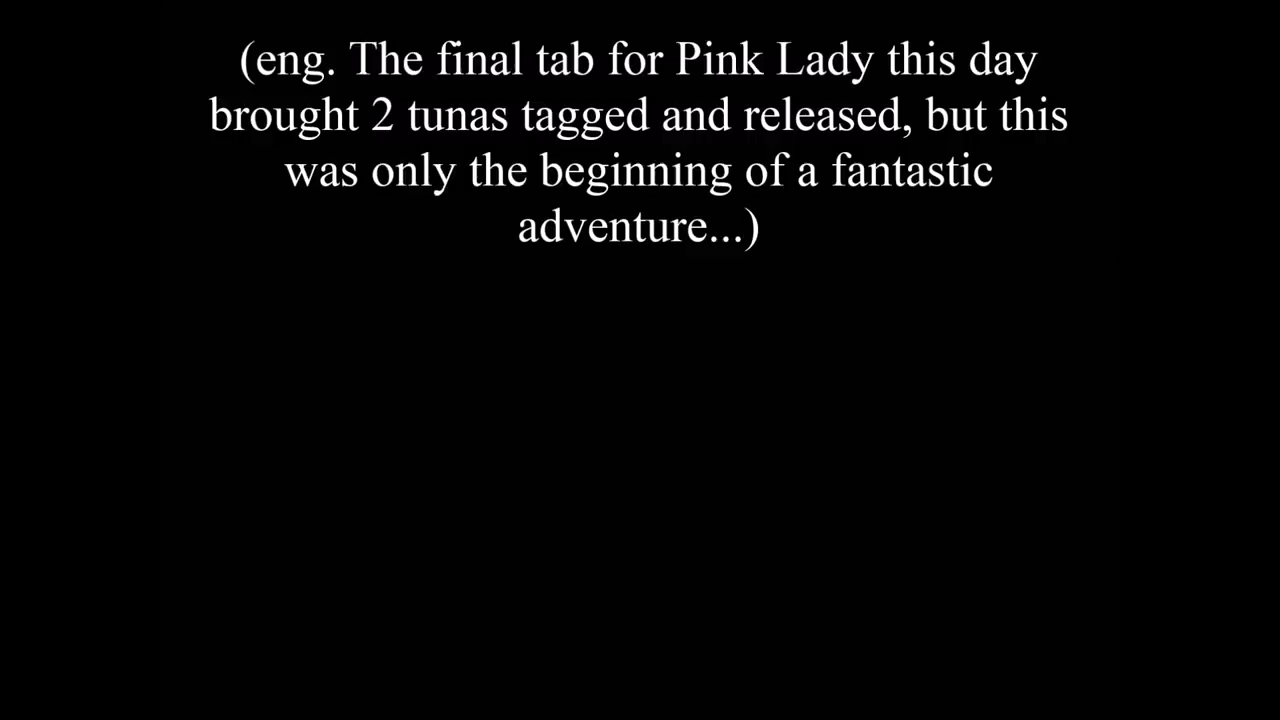 (eng. The final tab for Pink Lady this day
brought 2 tunas tagged and released, but this
was only the beginning of a fantastic
adventure...)